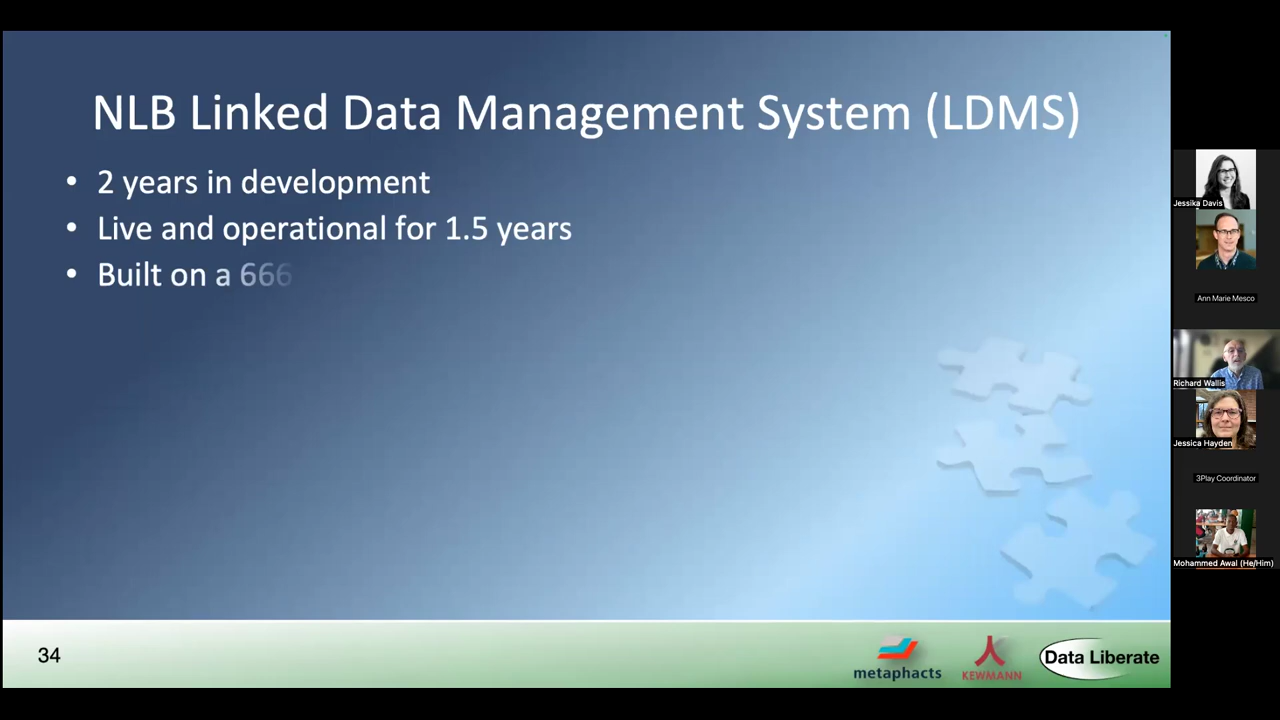 NLB Linked Data Management System (LDMS)
• 2 years in development
• Live and operational for 1.5 years
• Built on a 666
34
metaphacts
KEWMANN
Data Liberate
Jessika Davis
Ann Marie Mesco
Richard Wallis
Jessica Hayden
3Play Coordinator
Mohammed Awal (He/Him)